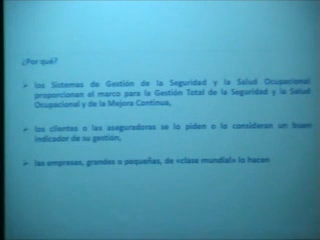 ¿Por qué?
➢ los Sistemas de Gestión de la Seguridad y la Salud Ocupacional
proporcionan el marco para la Gestión Total de la Seguridad y la Salud
Ocupacional y de la Mejora Continua,
➢ los clientes o las aseguradoras se lo piden o lo consideran un buen
indicador de su gestión,
➢ las empresas, grandes o pequeñas, de «clase mundial» lo hacen